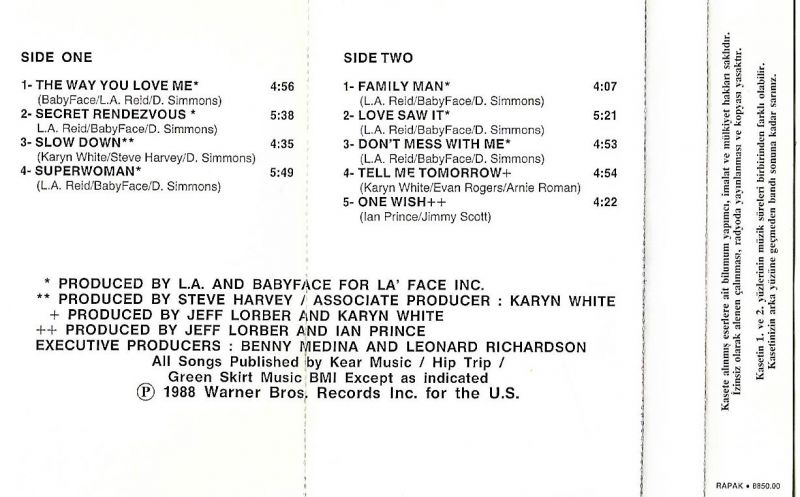 SIDE ONE
1- THE WAY YOU LOVE ME* 4:56
(BabyFace/L.A. Reid/D. Simmons)
2- SECRET RENDEZVOUS * 5:38
L.A. Reid/BabyFace/D. Simmons)
3- SLOW DOWN** 4:35
(Karyn White/Steve Harvey/D. Simmons)
4- SUPERWOMAN* 5:49
(L.A. Reid/BabyFace/D. Simmons)
SIDE TWO
1- FAMILY MAN* 4:07
(L.A. Reid/BabyFace/D. Simmons)
2- LOVE SAW IT* 5:21
(L.A. Reid/BabyFace/D. Simmons)
3- DON'T MESS WITH ME* 4:53
(L.A. Reid/BabyFace/D. Simmons)
4- TELL ME TOMORROW+ 4:54
(Karyn White/Evan Rogers/Arnie Roman)
5- ONE WISH++ 4:22
(Ian Prince/Jimmy Scott)
* PRODUCED BY L.A. AND BABYFACE FOR LA' FACE INC.
** PRODUCED BY STEVE HARVEY / ASSOCIATE PRODUCER : KARYN WHITE
+ PRODUCED BY JEFF LORBER AND KARYN WHITE
++ PRODUCED BY JEFF LORBER AND IAN PRINCE
EXECUTIVE PRODUCERS : BENNY MEDINA AND LEONARD RICHARDSON
All Songs Published by Kear Music / Hip Trip /
Green Skirt Music BMI Except as indicated
Ⓟ 1988 Warner Bros. Records Inc. for the U.S.
Kasete alınmış eserlere ait bilumum yapımcı, imalat ve mülkiyet hakları saklıdır.
İzinsiz olarak alenen çalınması, radyoda yayınlanması ve kopyası yasaktır.
Kasetin 1. ve 2. yüzlerinin müzik süreleri birbirinden farklı olabilir.
Kasetinizin arka yüzüne geçmeden bandı sonuna kadar sarınız.
RAPAK • 8850.00